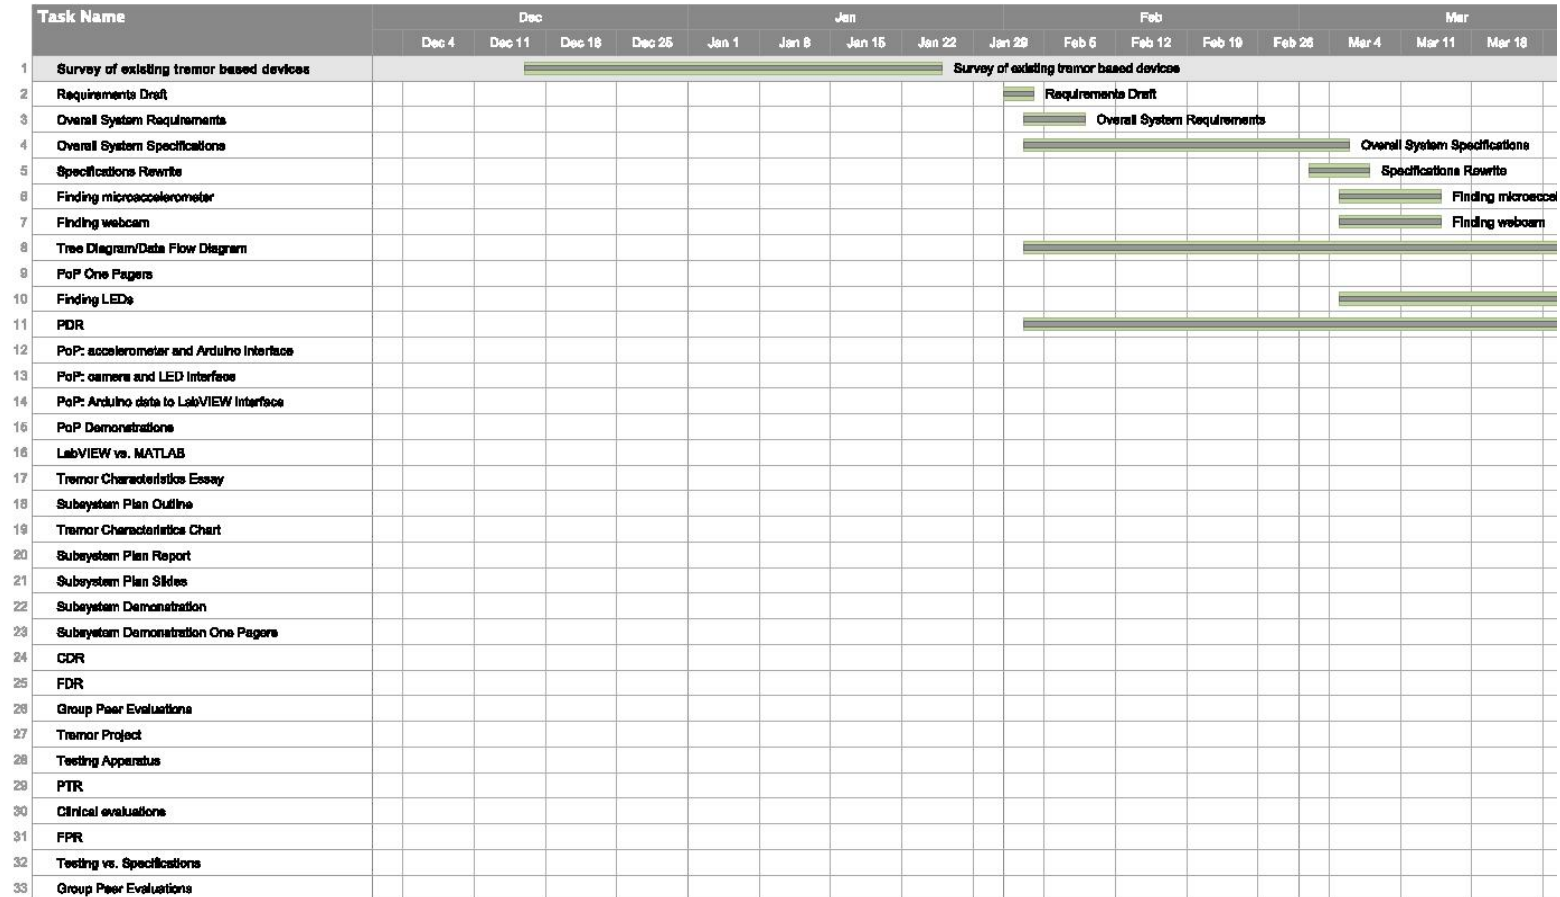 Task Name Dec Jan Feb Mar
Dec 4 Dec 11 Dec 18 Dec 25 Jan 1 Jan 8 Jan 15 Jan 22 Jan 29 Feb 5 Feb 12 Feb 19 Feb 26 Mar 4 Mar 11 Mar 18
1 Survey of existing tremor based devices Survey of existing tremor based devices
2 Requirements Draft Requirements Draft
3 Overall System Requirements Overall System Requirements
4 Overall System Specifications Overall System Specifications
5 Specifications Rewrite Specifications Rewrite
6 Finding microaccelerometer Finding microaccel
7 Finding webcam Finding webcam
8 Tree Diagram/Data Flow Diagram
9 PoP One Pagers
10 Finding LEDs
11 PDR
12 PoP: accelerometer and Arduino Interface
13 PoP: camera and LED Interface
14 PoP: Arduino data to LabVIEW Interface
15 PoP Demonstrations
16 LabVIEW vs. MATLAB
17 Tremor Characteristics Essay
18 Subsystem Plan Outline
19 Tremor Characteristics Chart
20 Subsystem Plan Report
21 Subsystem Plan Slides
22 Subsystem Demonstration
23 Subsystem Demonstration One Pagers
24 CDR
25 FDR
26 Group Peer Evaluations
27 Tremor Project
28 Testing Apparatus
29 PTR
30 Clinical evaluations
31 FPR
32 Testing vs. Specifications
33 Group Peer Evaluations